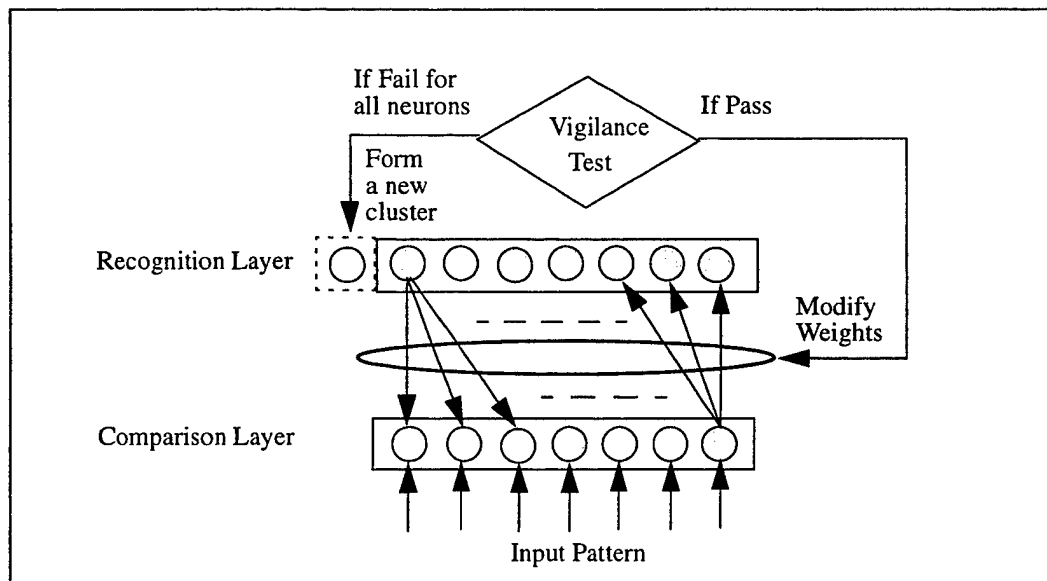 If Fail for
all neurons
Vigilance
Test
If Pass
Form
a new
cluster
Recognition Layer
Modify
Weights
Comparison Layer
Input Pattern